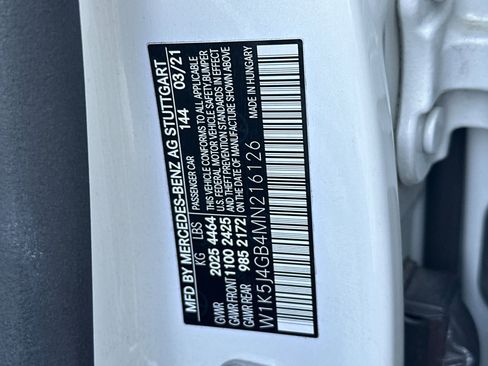 MFD BY MERCEDES-BENZ AG STUTTGART
PASSENGER CAR 144 03/21
KG LBS THIS VEHICLE CONFORMS TO ALL APPLICABLE
GVWR 2025 4464 U.S. FEDERAL MOTOR VEHICLE SAFETY, BUMPER
GAWR FRONT 1100 2425 AND THEFT PREVENTION STANDARDS IN EFFECT
GAWR REAR 985 2172 ON THE DATE OF MANUFACTURE SHOWN ABOVE
MADE IN HUNGARY
W1K5J4GB4MN216126